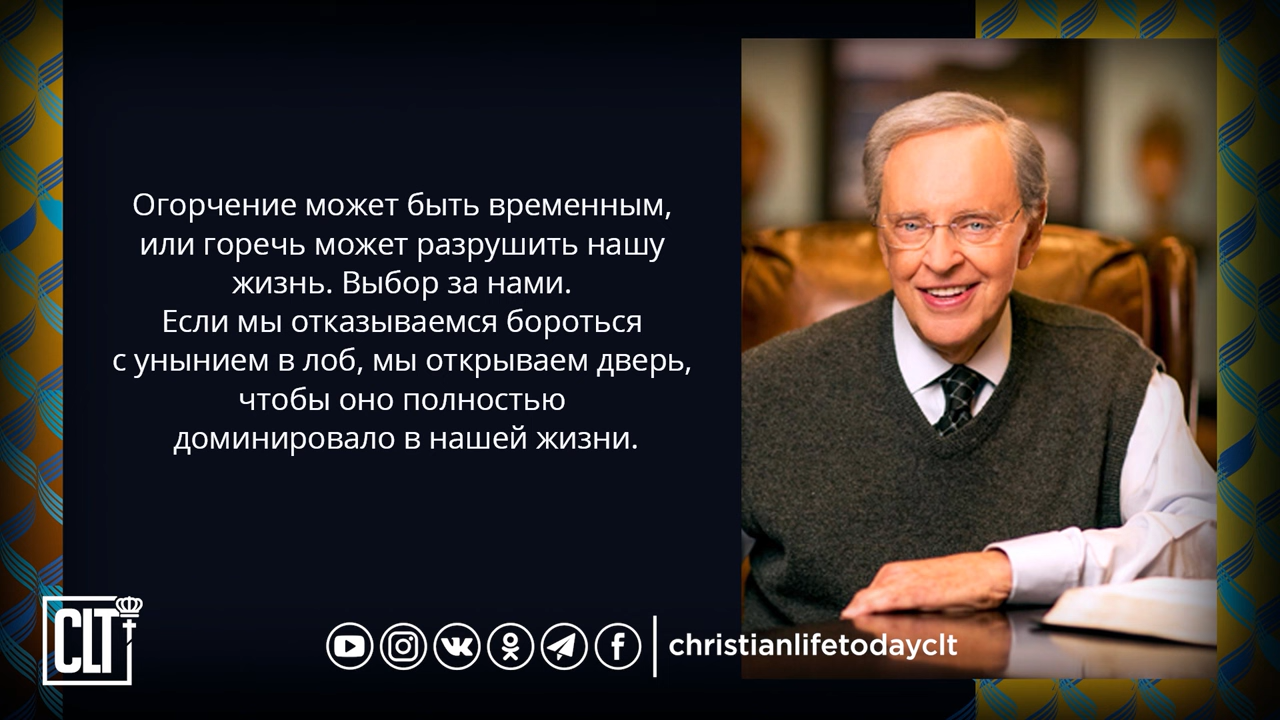 Огорчение может быть временным,
или горечь может разрушить нашу
жизнь. Выбор за нами.
Если мы отказываемся бороться
с унынием в лоб, мы открываем дверь,
чтобы оно полностью
доминировало в нашей жизни.
CLT
christianlifetodayclt